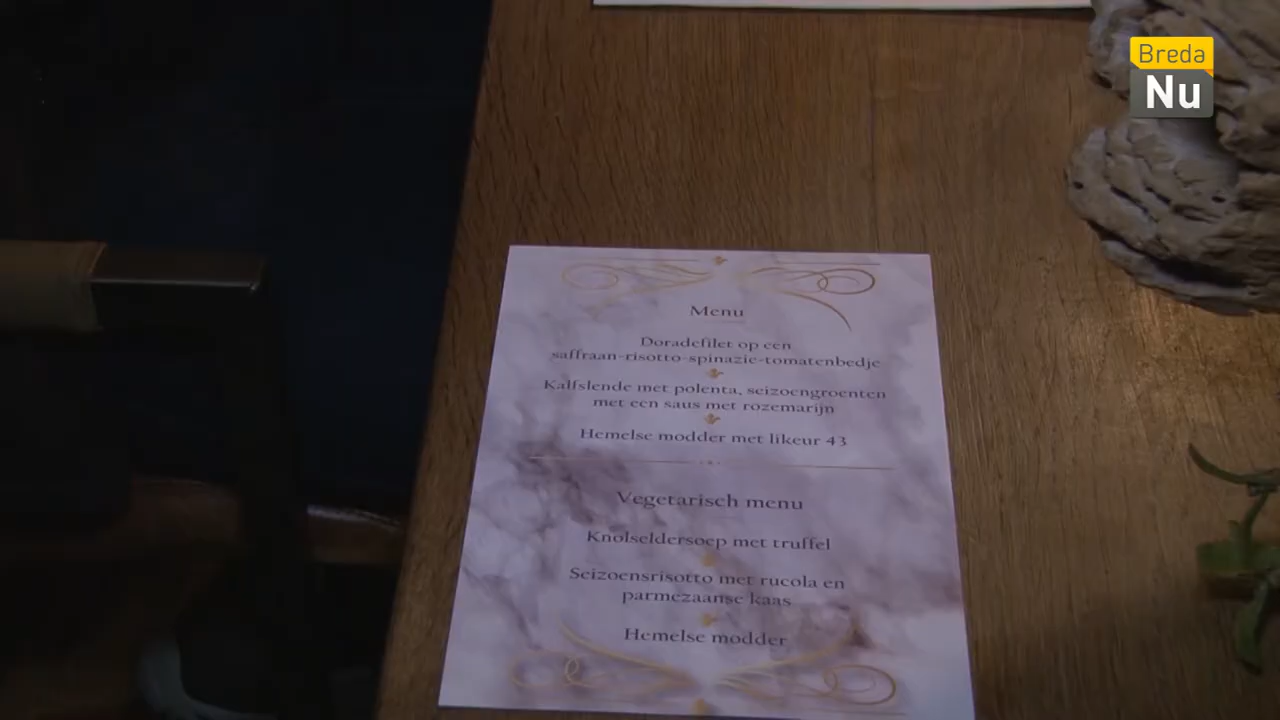 Breda
Nu
Menu
Doradefilet op een
saffraan-risotto-spinazie-tomatenbedje
Kalfslende met polenta, seizoengroenten
met een saus met rozemarijn
Hemelse modder met likeur 43
Vegetarisch menu
Knolseldersoep met truffel
Seizoensrisotto met rucola en
parmezaanse kaas
Hemelse modder